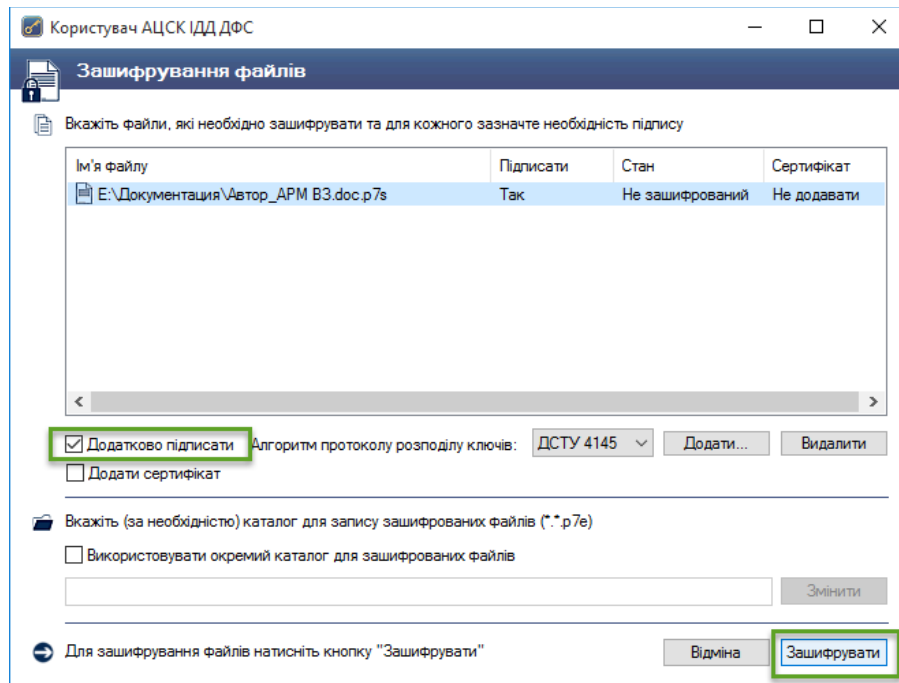 Користувач АЦСК ІДД ДФС
Зашифрування файлів
Вкажіть файли, які необхідно зашифрувати та для кожного зазначте необхідність підпису
Ім'я файлу Підписати Стан Сертифікат
E:\Документация\Автор_АРМ ВЗ.doc.p7s Так Не зашифрований Не додавати
Додатково підписати Алгоритм протоколу розподілу ключів: ДСТУ 4145 Додати... Видалити
Додати сертифікат
Вкажіть (за необхідністю) каталог для запису зашифрованих файлів (*.*.p7e)
Використовувати окремий каталог для зашифрованих файлів
Змінити
Для зашифрування файлів натисніть кнопку "Зашифрувати" Відміна Зашифрувати